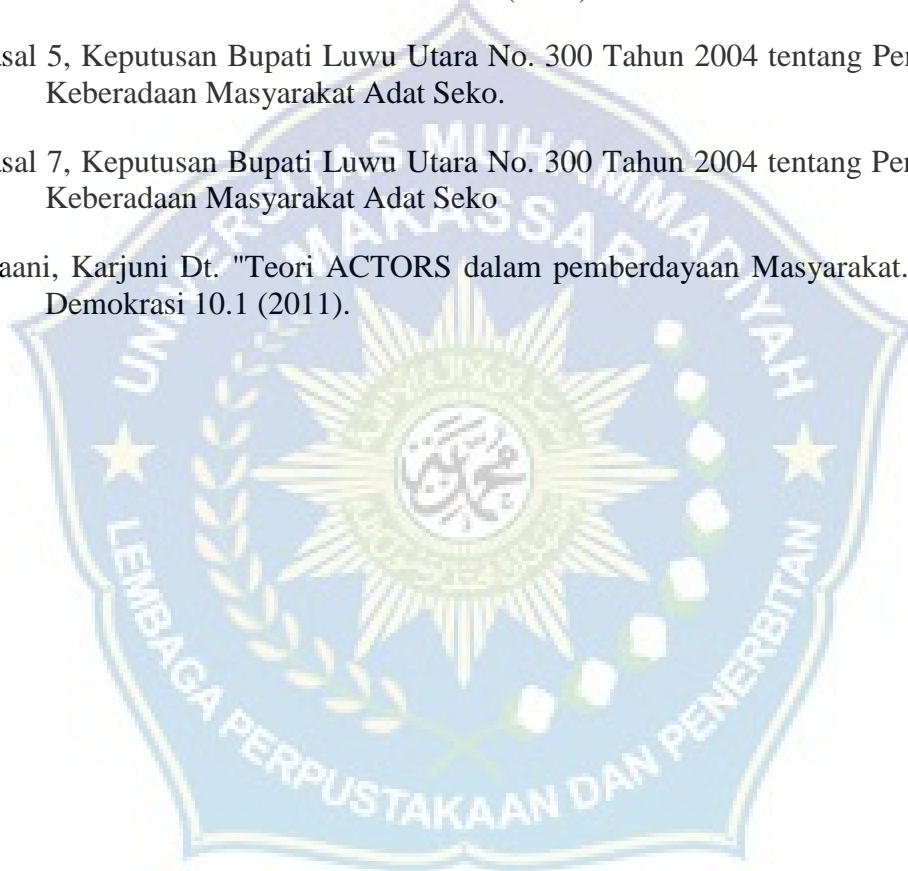 sal 5, Keputusan Bupati Luwu Utara No. 300 Tahun 2004 tentang Per
Keberadaan Masyarakat Adat Seko.
sal 7, Keputusan Bupati Luwu Utara No. 300 Tahun 2004 tentang Per
Keberadaan Masyarakat Adat Seko
aani, Karjuni Dt. "Teori ACTORS dalam pemberdayaan Masyarakat.
Demokrasi 10.1 (2011).
UNIVERSITAS MUHAMMADIYAH
MAKASSAR
LEMBAGA PERPUSTAKAAN DAN PENERBITAN